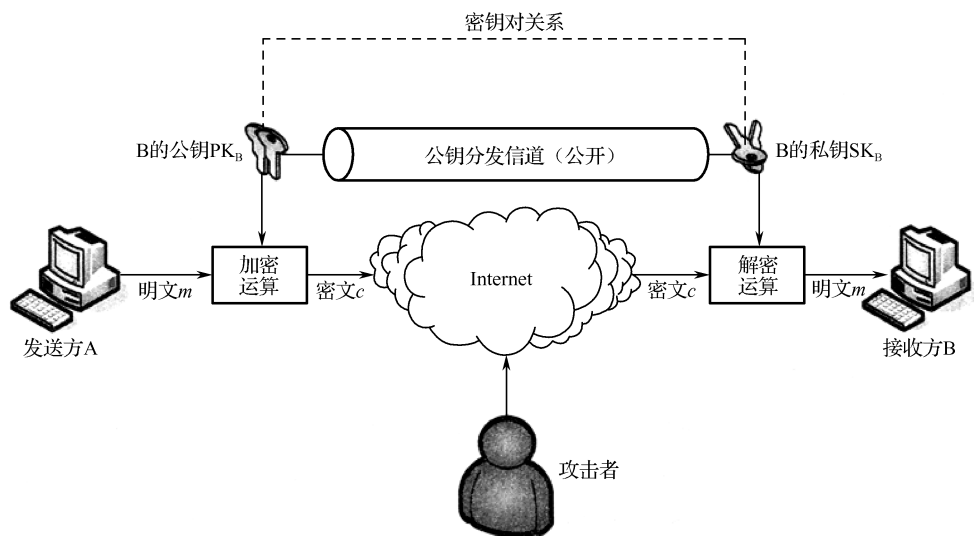 密钥对关系
B的公钥PK_B
公钥分发信道（公开）
B的私钥SK_B
加密
运算
Internet
解密
运算
明文m
密文c
密文c
明文m
发送方A
接收方B
攻击者